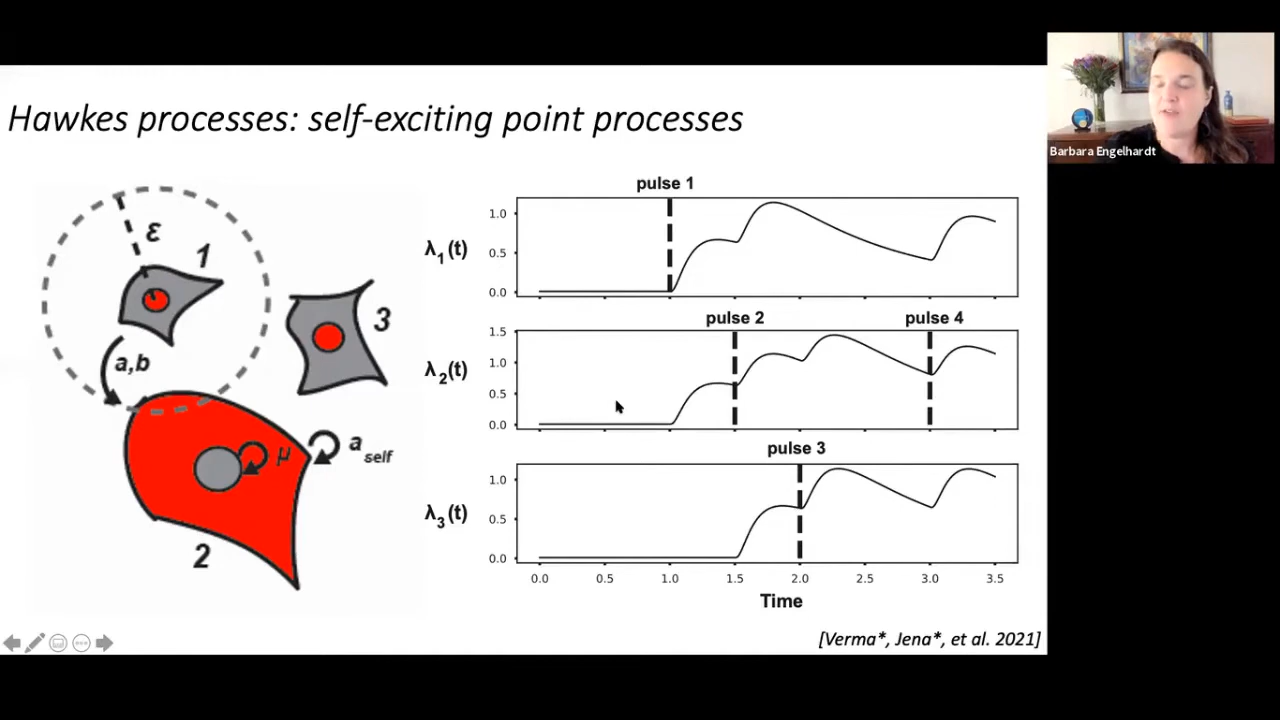 Hawkes processes: self-exciting point processes
Barbara Engelhardt
ε
1
3
a,b
μ
a self
2
pulse 1
λ1(t)
1.0
0.5
0.0
pulse 2
pulse 4
λ2(t)
1.5
1.0
0.5
0.0
pulse 3
λ3(t)
1.0
0.5
0.0
0.0 0.5 1.0 1.5 2.0 2.5 3.0 3.5
Time
[Verma*, Jena*, et al. 2021]